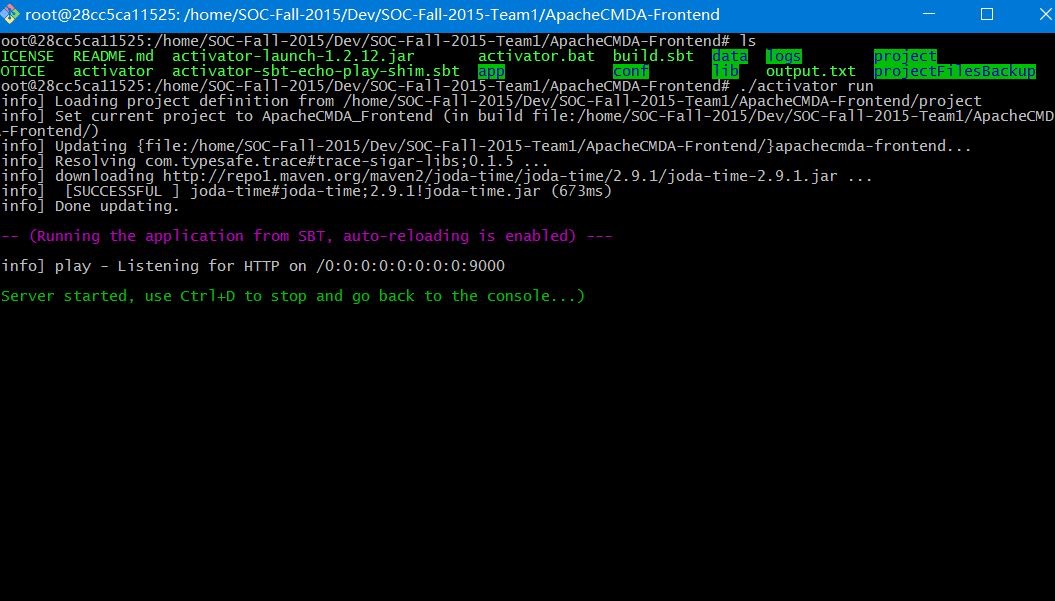 root@28cc5ca11525: /home/SOC-Fall-2015/Dev/SOC-Fall-2015-Team1/ApacheCMDA-Frontend
oot@28cc5ca11525:/home/SOC-Fall-2015/Dev/SOC-Fall-2015-Team1/ApacheCMDA-Frontend# ls
ICENSE  README.md  activator-launch-1.2.12.jar       activator.bat  build.sbt  data  logs        project
OTICE   activator  activator-sbt-echo-play-shim.sbt  app            conf       lib   output.txt  projectFilesBackup
oot@28cc5ca11525:/home/SOC-Fall-2015/Dev/SOC-Fall-2015-Team1/ApacheCMDA-Frontend# ./activator run
info] Loading project definition from /home/SOC-Fall-2015/Dev/SOC-Fall-2015-Team1/ApacheCMDA-Frontend/project
info] Set current project to ApacheCMDA_Frontend (in build file:/home/SOC-Fall-2015/Dev/SOC-Fall-2015-Team1/ApacheCMD
-Frontend/)
info] Updating {file:/home/SOC-Fall-2015/Dev/SOC-Fall-2015-Team1/ApacheCMDA-Frontend/}apachecmda-frontend...
info] Resolving com.typesafe.trace#trace-sigar-libs;0.1.5 ...
info] downloading http://repo1.maven.org/maven2/joda-time/joda-time/2.9.1/joda-time-2.9.1.jar ...
info]  [SUCCESSFUL ] joda-time#joda-time;2.9.1!joda-time.jar (673ms)
info] Done updating.
-- (Running the application from SBT, auto-reloading is enabled) ---
info] play - Listening for HTTP on /0:0:0:0:0:0:0:0:9000
Server started, use Ctrl+D to stop and go back to the console...)